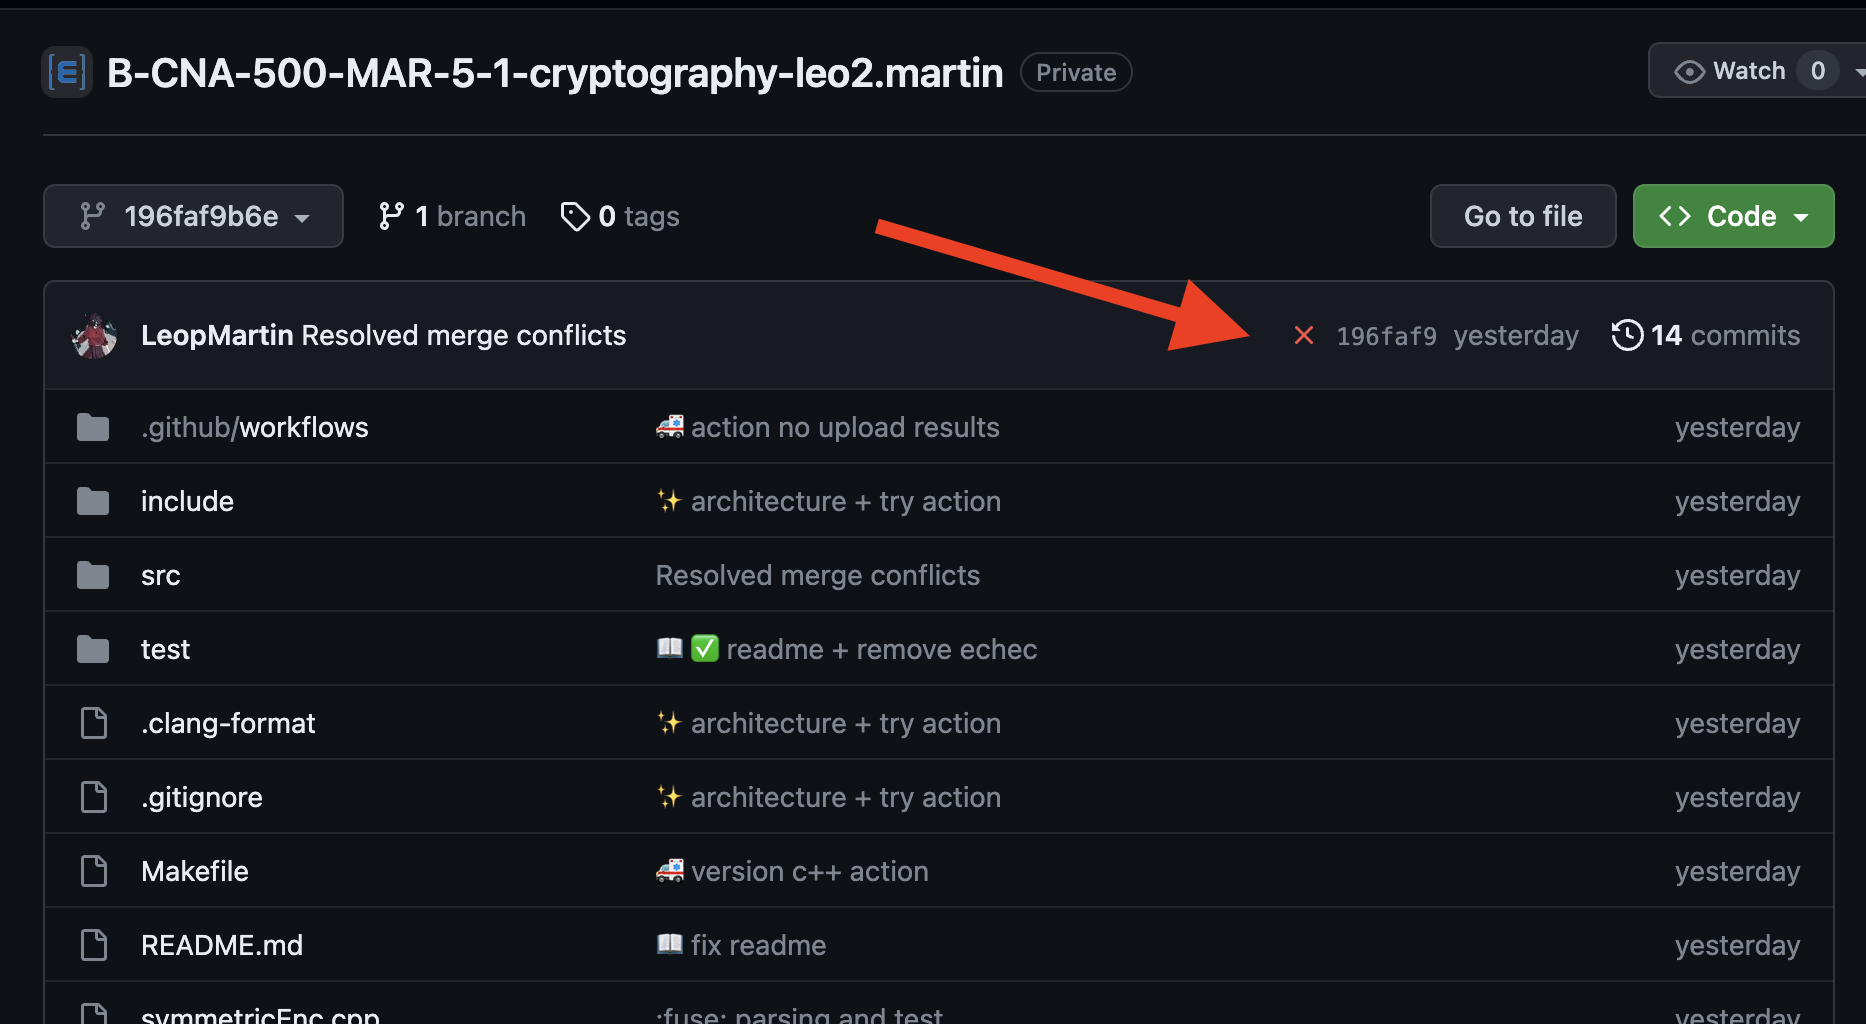 B-CNA-500-MAR-5-1-cryptography-leo2.martin Private Watch 0
196faf9b6e 1 branch 0 tags Go to file <> Code
LeopMartin Resolved merge conflicts 196faf9 yesterday 14 commits
.github/workflows 🚑 action no upload results yesterday
include ✨ architecture + try action yesterday
src Resolved merge conflicts yesterday
test 📖 ✅ readme + remove echec yesterday
.clang-format ✨ architecture + try action yesterday
.gitignore ✨ architecture + try action yesterday
Makefile 🚑 version c++ action yesterday
README.md 📖 fix readme yesterday
symmetricEnc.cpp :fuse: parsing and test yesterday